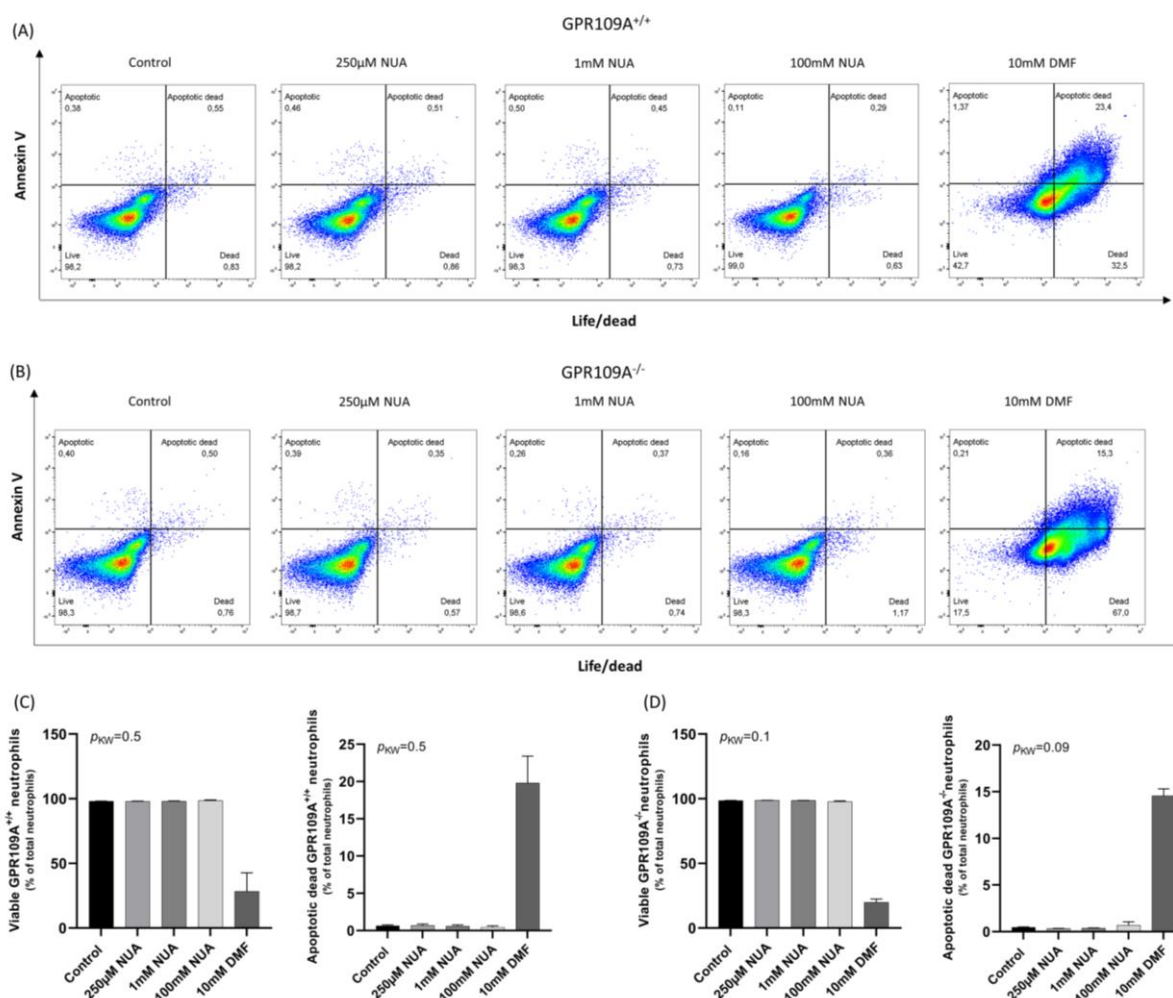 (A)
GPR109A+/+
Control 250µM NUA 1mM NUA 100mM NUA 10mM DMF
Annexin V
Apoptotic Apoptotic dead Apoptotic Apoptotic dead Apoptotic Apoptotic dead Apoptotic Apoptotic dead Apoptotic Apoptotic dead
0,38 0,55 0,46 0,51 0,50 0,45 0,11 0,29 1,37 23,4
Live Dead Live Dead Live Dead Live Dead Live Dead
98,2 0,83 98,2 0,86 98,3 0,73 99,0 0,63 42,7 32,5
Life/dead
(B)
GPR109A-/-
Control 250µM NUA 1mM NUA 100mM NUA 10mM DMF
Annexin V
Apoptotic Apoptotic dead Apoptotic Apoptotic dead Apoptotic Apoptotic dead Apoptotic Apoptotic dead Apoptotic Apoptotic dead
0,40 0,50 0,39 0,35 0,26 0,37 0,16 0,36 0,21 15,3
Live Dead Live Dead Live Dead Live Dead Live Dead
98,3 0,76 98,7 0,57 98,6 0,74 98,3 1,17 17,5 67,0
Life/dead
(C)
Viable GPR109A+/+ neutrophils
(% of total neutrophils)
150
100
50
0
pKW=0.5
Control 250µM NUA 1mM NUA 100mM NUA 10mM DMF
Apoptotic dead GPR109A+/+ neutrophils
(% of total neutrophils)
25
20
15
10
5
0
pKW=0.5
Control 250µM NUA 1mM NUA 100mM NUA 10mM DMF
(D)
Viable GPR109A-/-neutrophils
(% of total neutrophils)
150
100
50
0
pKW=0.1
Control 250µM NUA 1mM NUA 100mM NUA 10mM DMF
Apoptotic dead GPR109A-/-neutrophils
(% of total neutrophils)
20
15
10
5
0
pKW=0.09
Control 250µM NUA 1mM NUA 100mM NUA 10mM DMF